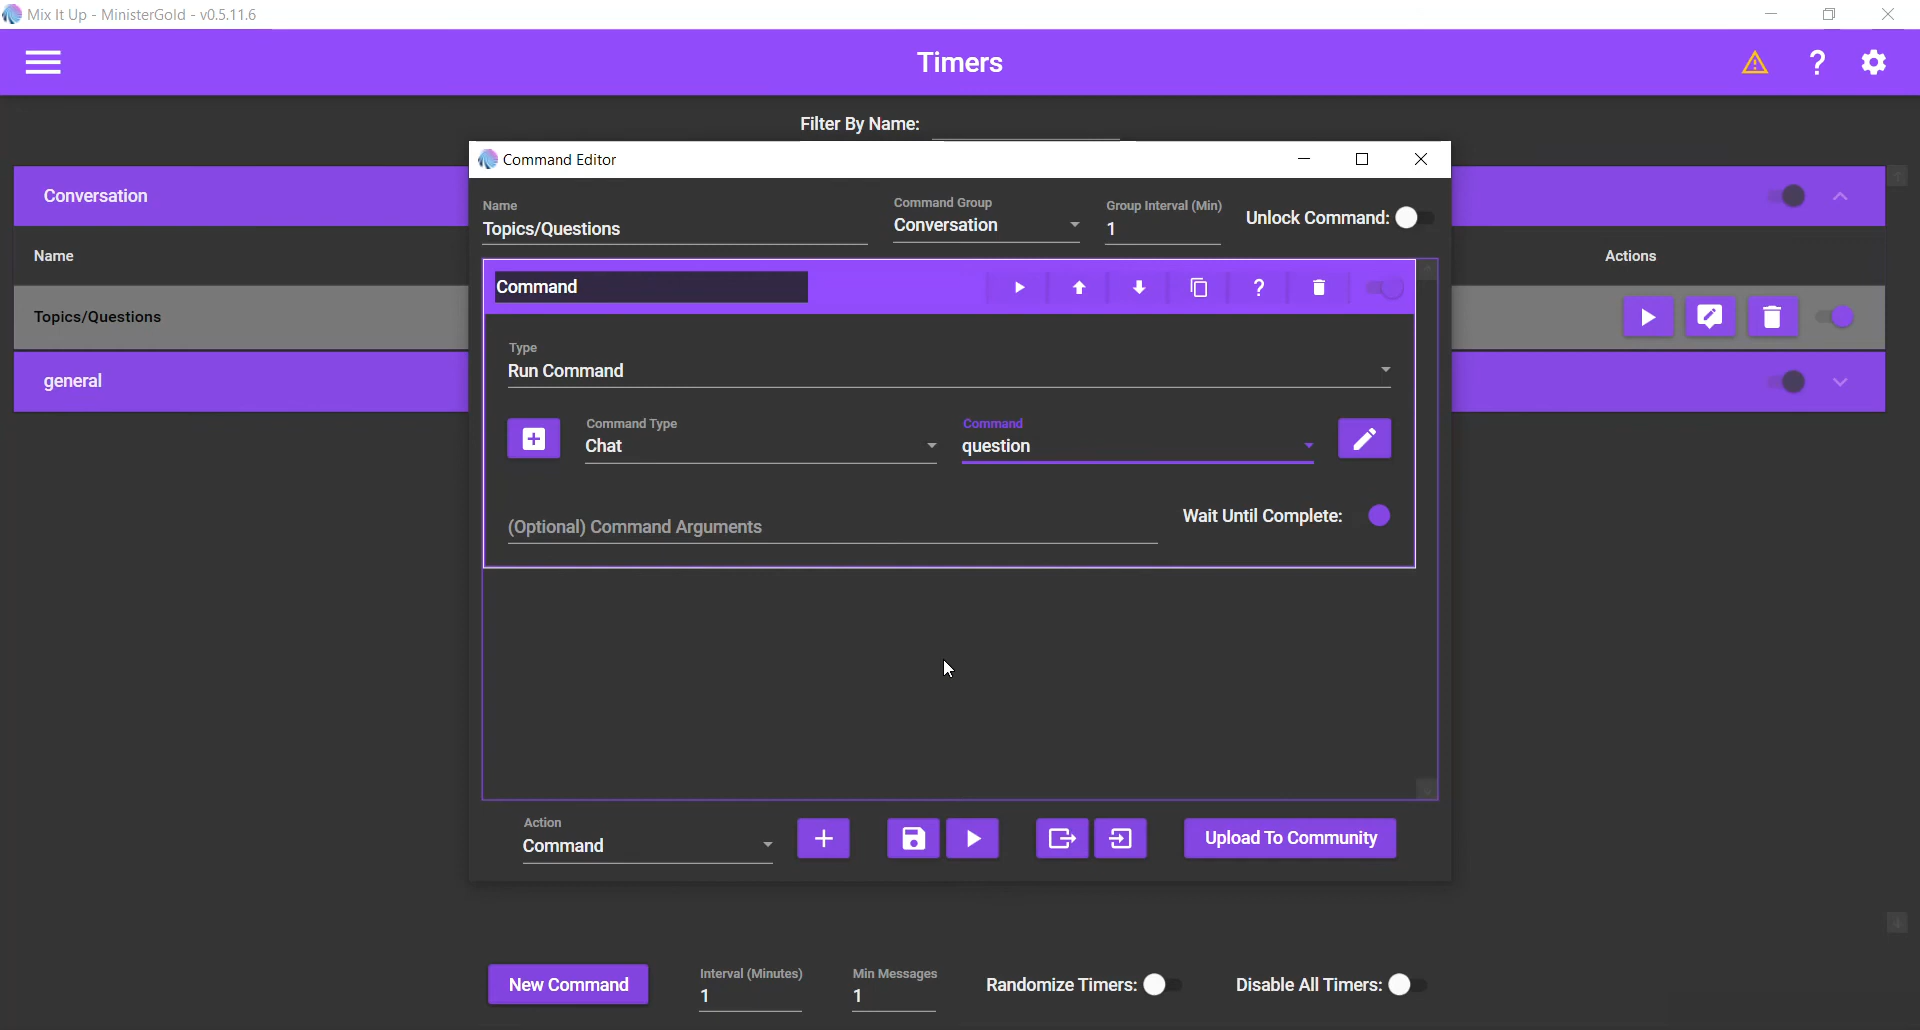 Mix It Up - MinisterGold - v0.5.11.6
Timers
Filter By Name:
Command Editor
Conversation
Name
Topics/Questions
Command Group
Conversation
Group Interval (Min)
1
Unlock Command:
Name
Actions
Command
Topics/Questions
Type
Run Command
general
Command Type
Chat
Command
question
(Optional) Command Arguments
Wait Until Complete:
Action
Command
Upload To Community
New Command
Interval (Minutes)
1
Min Messages
1
Randomize Timers:
Disable All Timers: